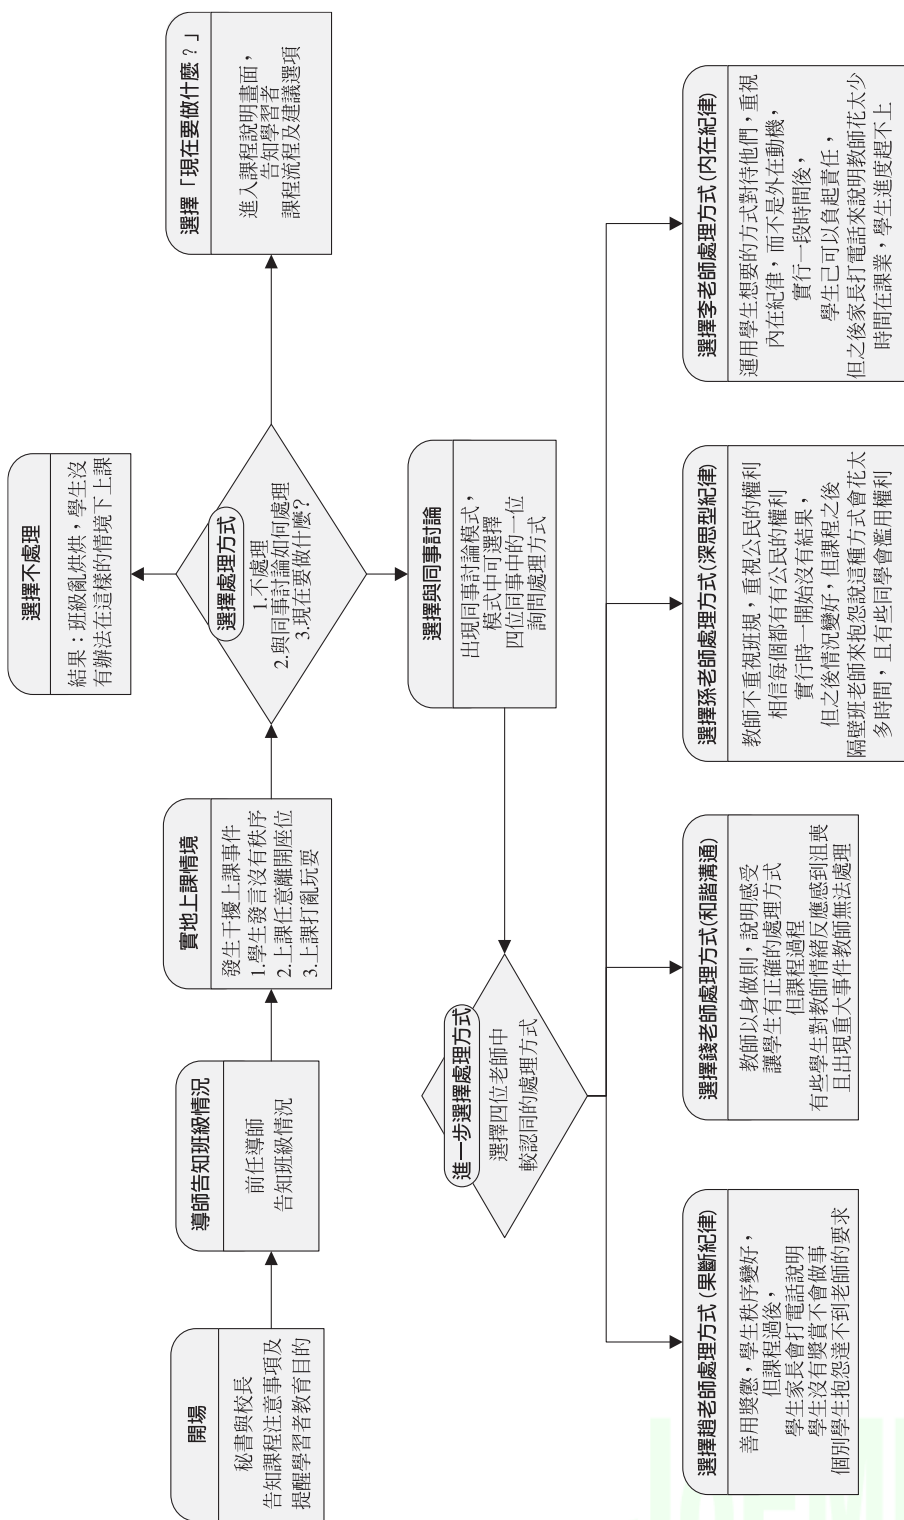 開場
秘書與校長
告知課程注意事項及
提醒學習者教育目的
導師告知班級情況
前任導師
告知班級情況
實地上課情境
發生干擾上課事件
1.學生發言沒有秩序
2.上課任意離開座位
3.上課打亂玩耍
選擇處理方式
1.不處理
2.與同事討論如何處理
3.現在要做什麼?
選擇不處理
結果：班級亂烘烘，學生沒
有辦法在這樣的情境下上課
選擇「現在要做什麼？」
進入課程說明畫面，
告知學習者
課程流程及建議選項
選擇與同事討論
出現同事討論模式，
模式中可選擇
四位同事中的一位
詢問處理方式
進一步選擇處理方式
選擇四位老師中
較認同的處理方式
選擇趙老師處理方式(果斷紀律)
善用獎懲，學生秩序變好，
但課程過後，
學生家長會打電話說明
學生沒有獎賞不會做事
個別學生抱怨達不到老師的要求
選擇錢老師處理方式(和諧溝通)
教師以身做則，說明感受
讓學生有正確的處理方式
但課程過程
有些學生對教師情緒反應感到沮喪
且出現重大事件教師無法處理
選擇孫老師處理方式(深思型紀律)
教師不重視班規，重視公民的權利
相信每個都有公民的權利
實行時一開始沒有結果，
但之後情況變好，但課程之後
隔壁班老師來抱怨說這種方式會花太
多時間，且有些同學會濫用權利
選擇李老師處理方式(內在紀律)
運用學生想要的方式對待他們，重視
內在紀律，而不是外在動機，
實行一段時間後，
學生已可以負起責任，
但之後家長打電話來說明教師花太少
時間在課業，學生進度趕不上